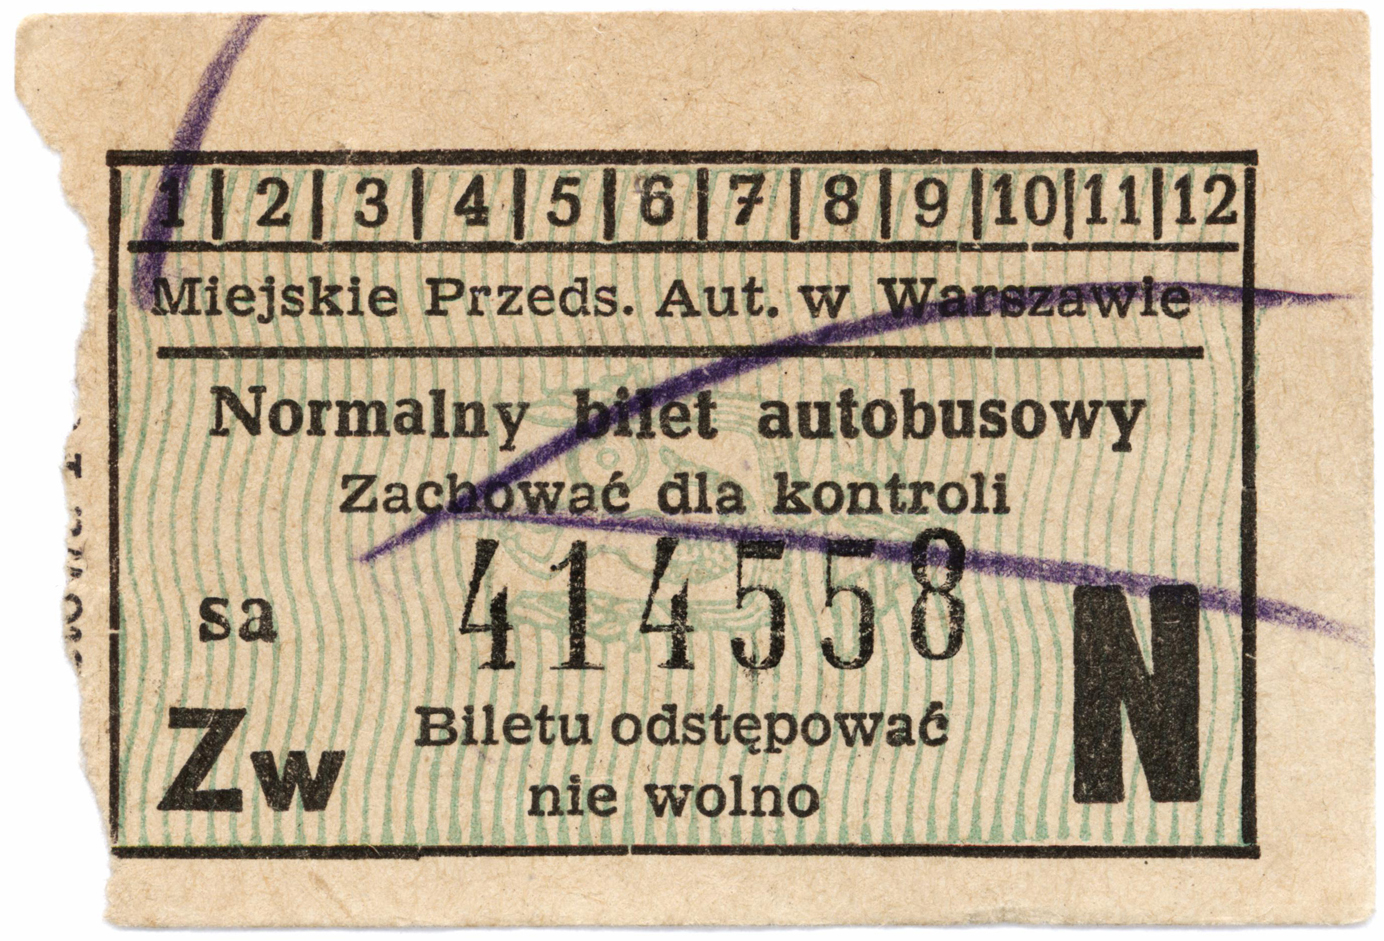 1 | 2 | 3 | 4 | 5 | 6 | 7 | 8 | 9 | 10 | 11 | 12
Miejskie Przeds. Aut. w Warszawie
Normalny bilet autobusowy
Zachować dla kontroli
sa 414558
N
Zw
Biletu odstępować
nie wolno